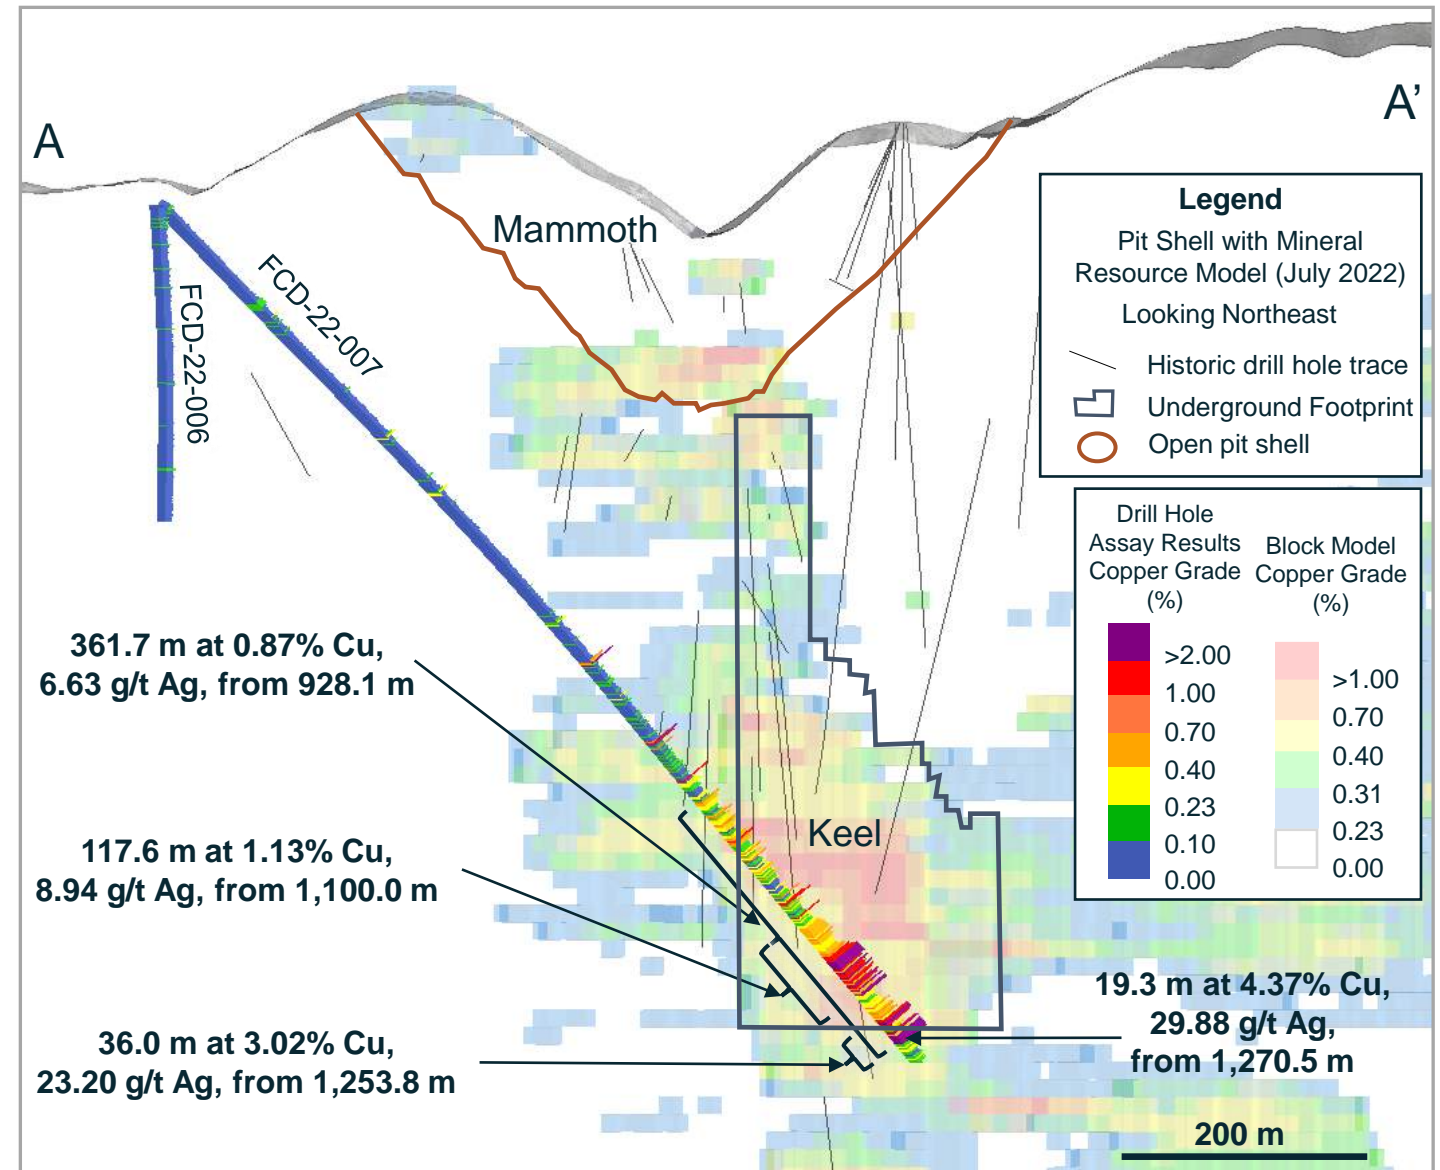 A
A'
Mammoth
FCD-22-006
FCD-22-007
Legend
Pit Shell with Mineral
Resource Model (July 2022)
Looking Northeast
Historic drill hole trace
Underground Footprint
Open pit shell
Drill Hole
Assay Results
Copper Grade
(%)
>2.00
1.00
0.70
0.40
0.23
0.10
0.00
Block Model
Copper Grade
(%)
>1.00
0.70
0.40
0.31
0.23
0.00
361.7 m at 0.87% Cu,
6.63 g/t Ag, from 928.1 m
Keel
117.6 m at 1.13% Cu,
8.94 g/t Ag, from 1,100.0 m
36.0 m at 3.02% Cu,
23.20 g/t Ag, from 1,253.8 m
19.3 m at 4.37% Cu,
29.88 g/t Ag,
from 1,270.5 m
200 m